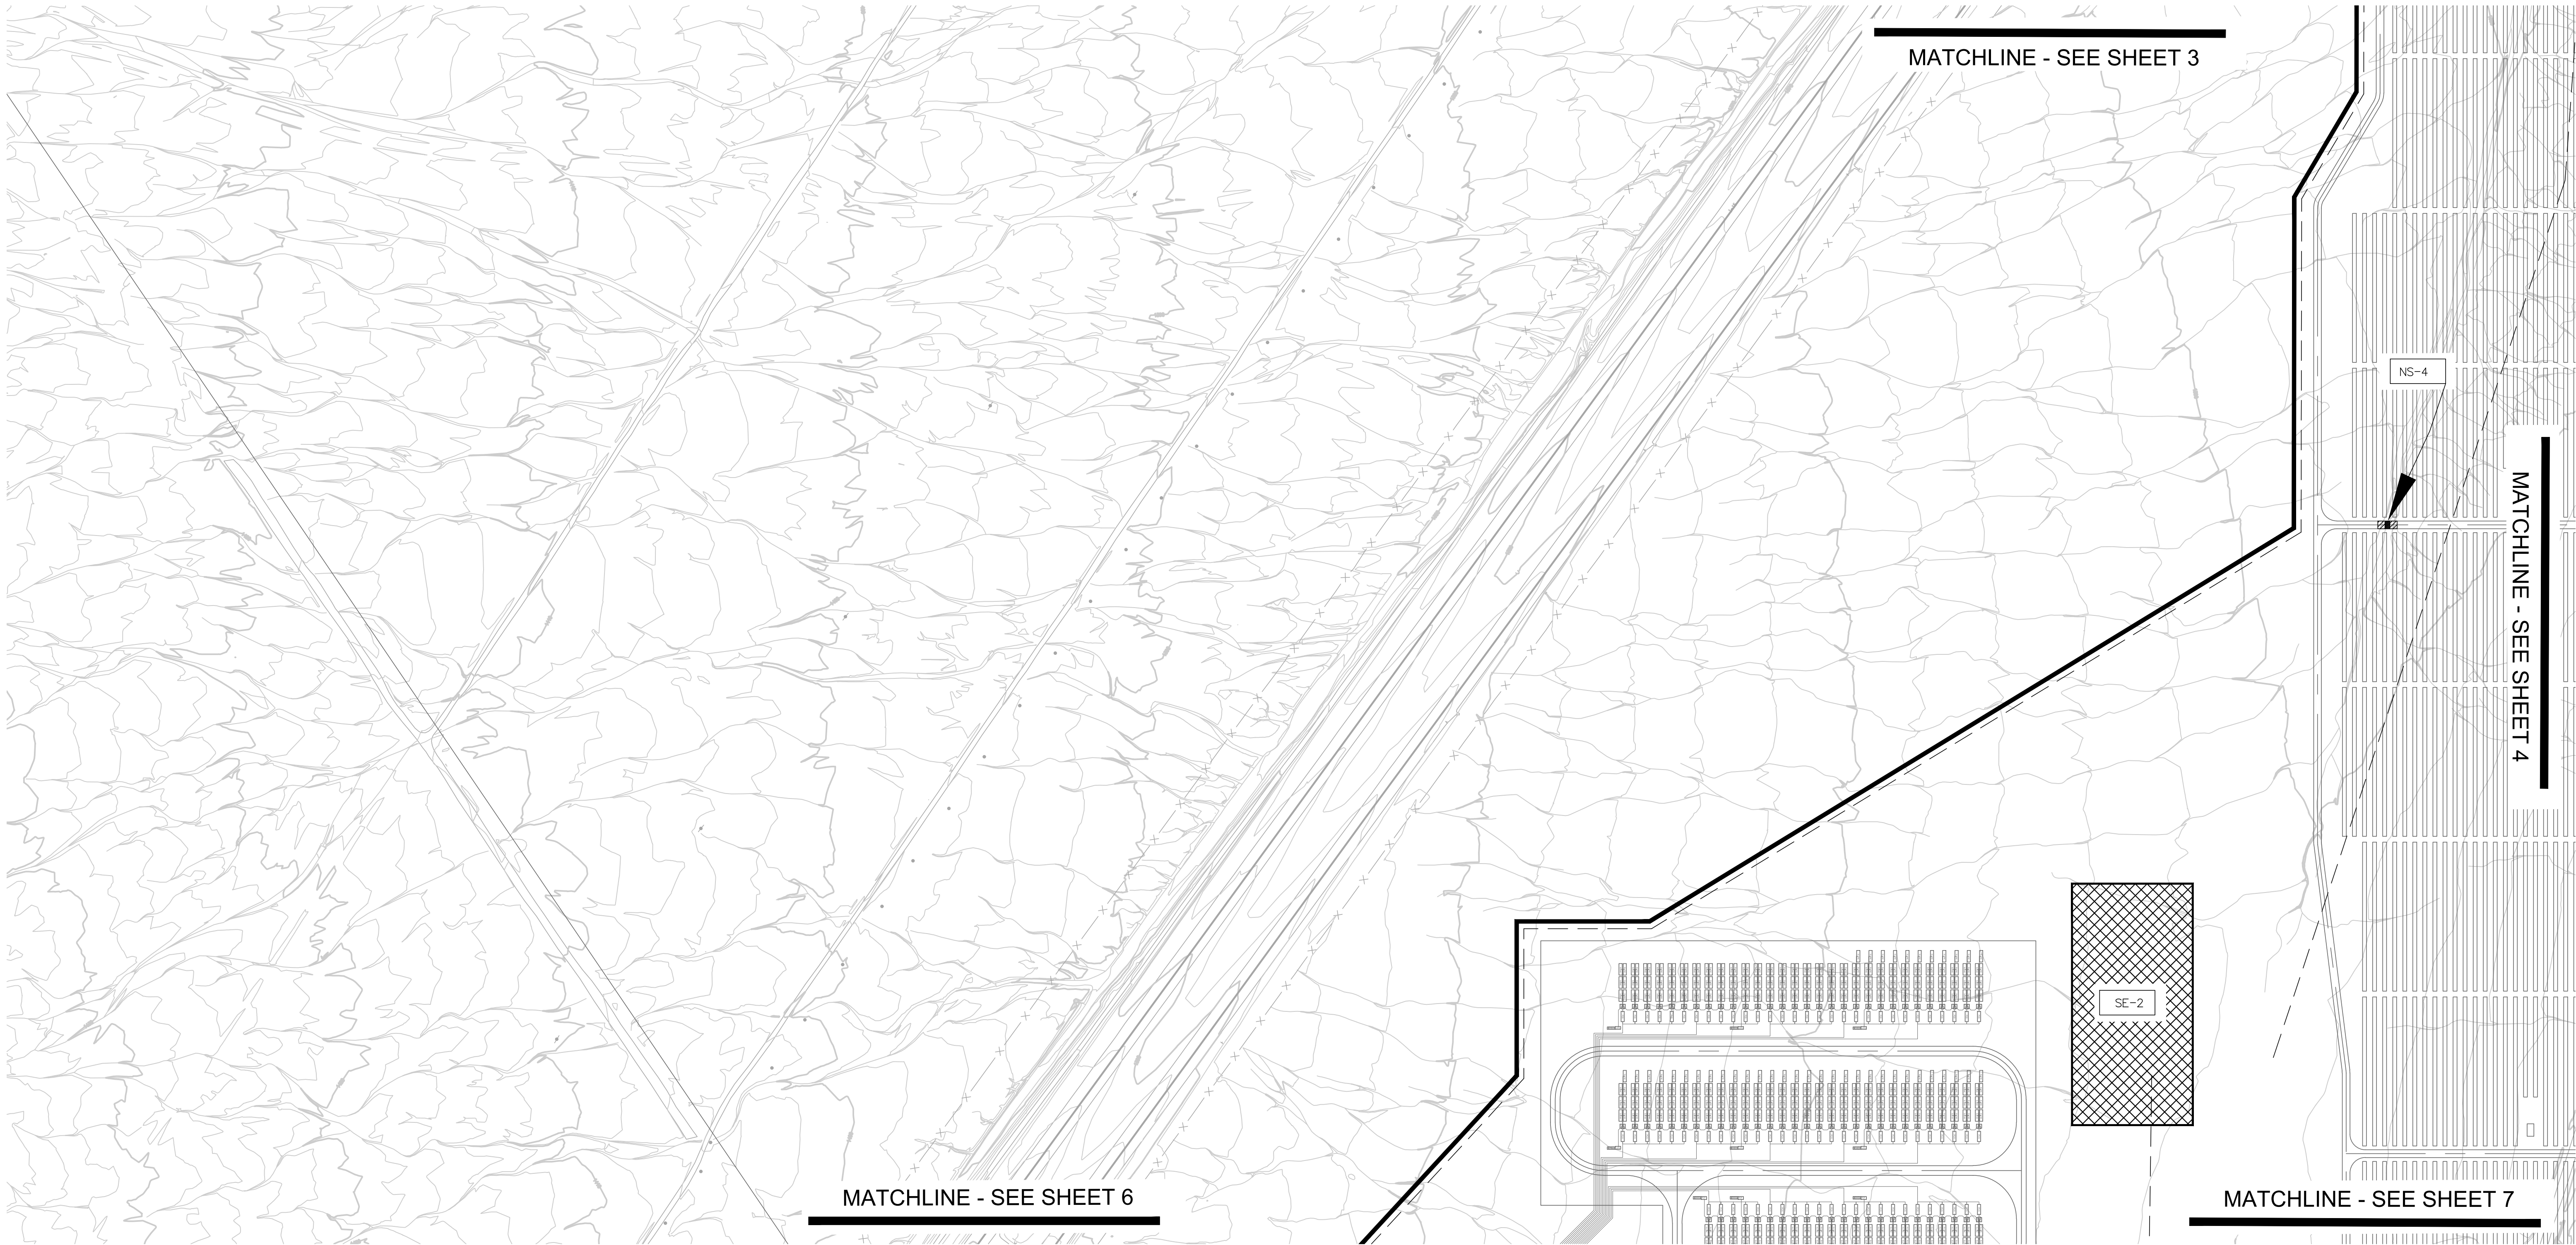 MATCHLINE - SEE SHEET 3
NS-4
MATCHLINE - SEE SHEET 4
SE-2
MATCHLINE - SEE SHEET 6
MATCHLINE - SEE SHEET 7